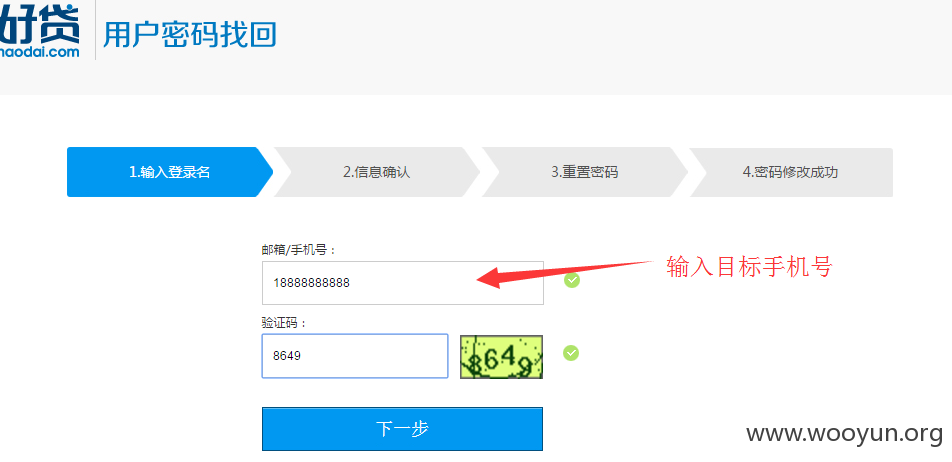 好贷
haodai.com
用户密码找回
1.输入登录名
2.信息确认
3.重置密码
4.密码修改成功
邮箱/手机号：
18888888888
输入目标手机号
验证码：
8649
8649
下一步
www.wooyun.org